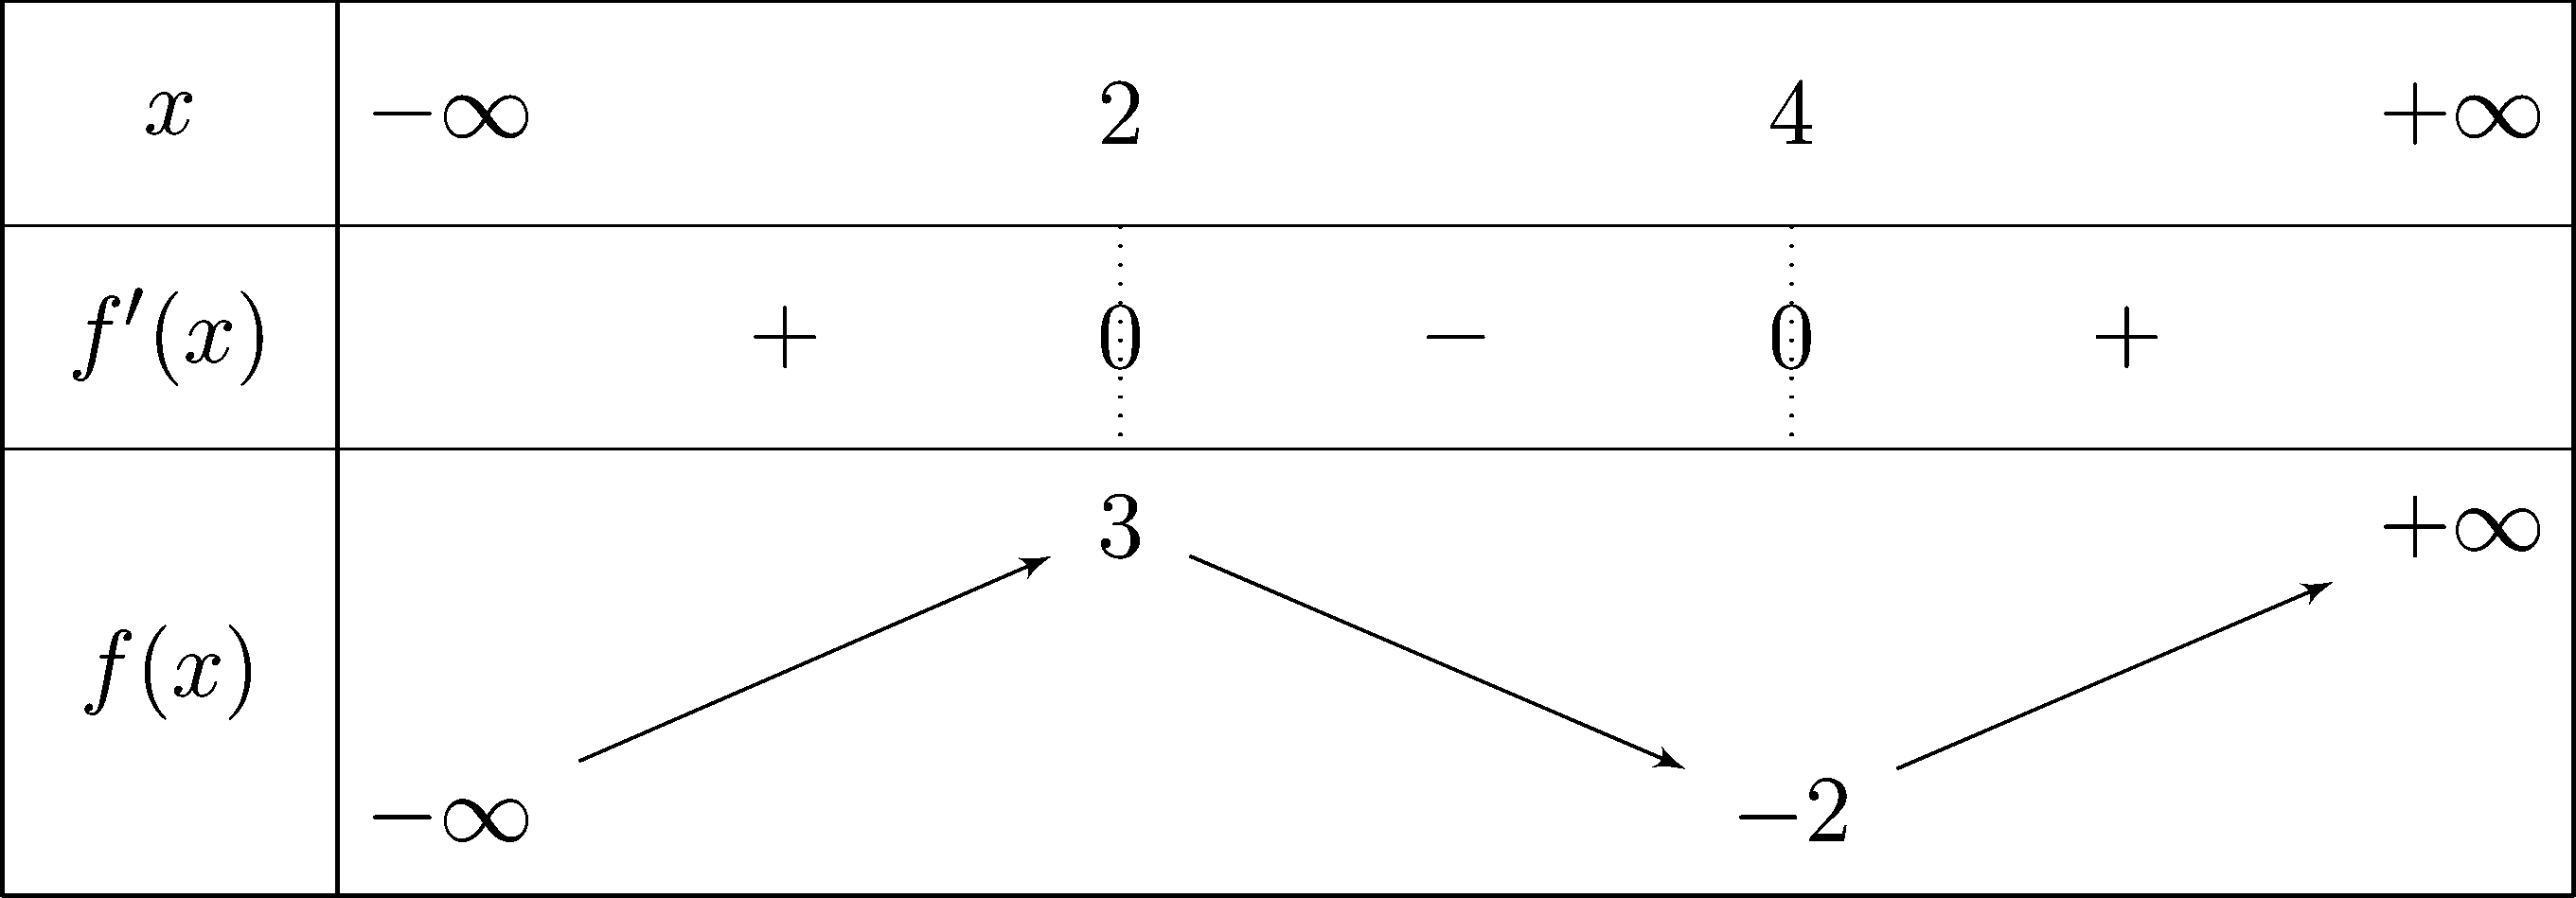 x −∞ 2 4 +∞
f′(x) + 0 − 0 +
3 +∞
f(x)
−∞ −2